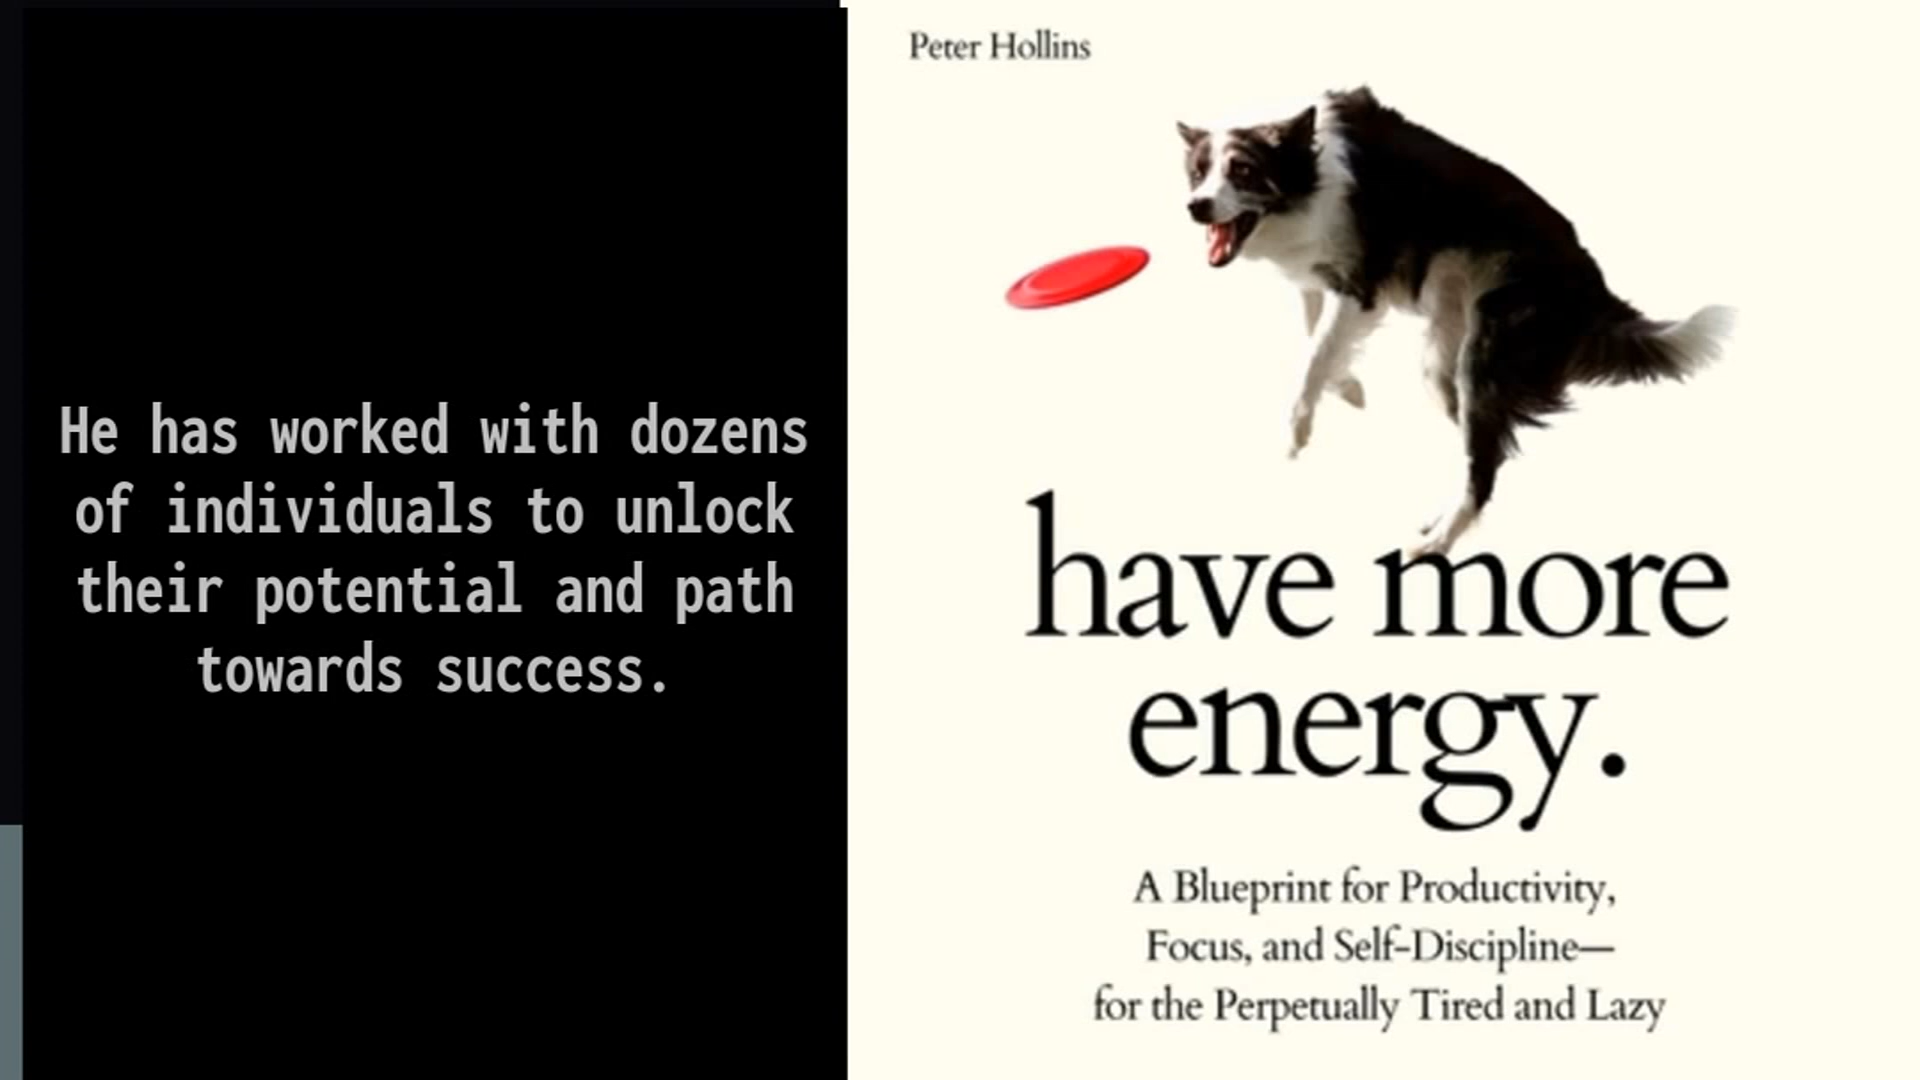 He has worked with dozens
of individuals to unlock
their potential and path
towards success.
Peter Hollins
have more
energy.
A Blueprint for Productivity,
Focus, and Self-Discipline—
for the Perpetually Tired and Lazy